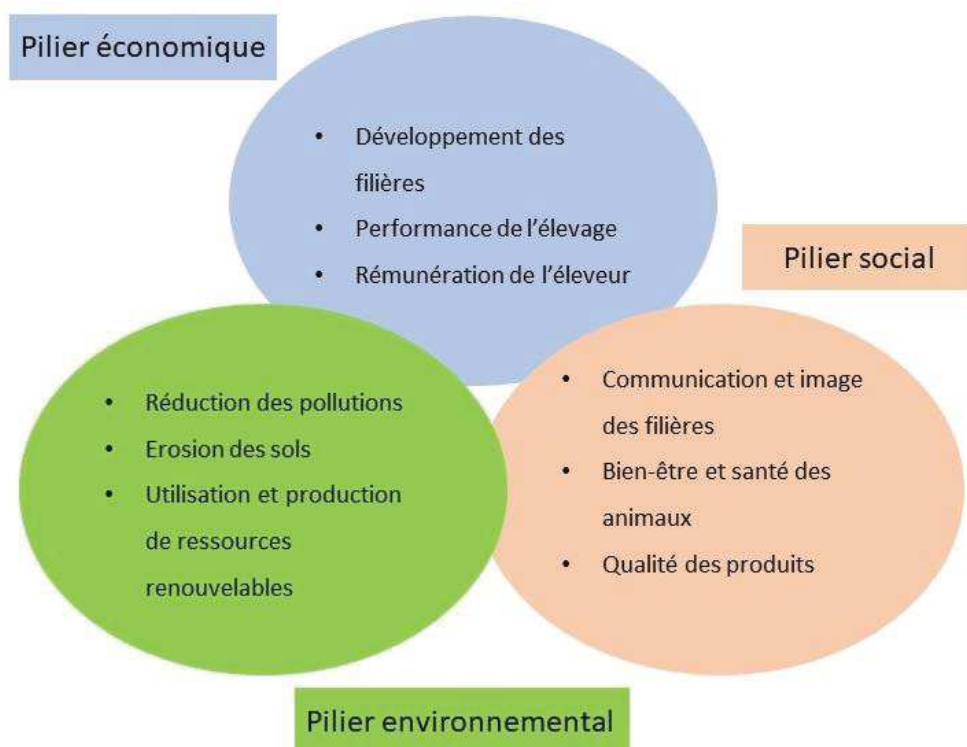 Pilier économique
• Développement des
filières
• Performance de l'élevage
• Rémunération de l'éleveur
Pilier social
• Communication et image
des filières
• Bien-être et santé des
animaux
• Qualité des produits
• Réduction des pollutions
• Erosion des sols
• Utilisation et production
de ressources
renouvelables
Pilier environnemental